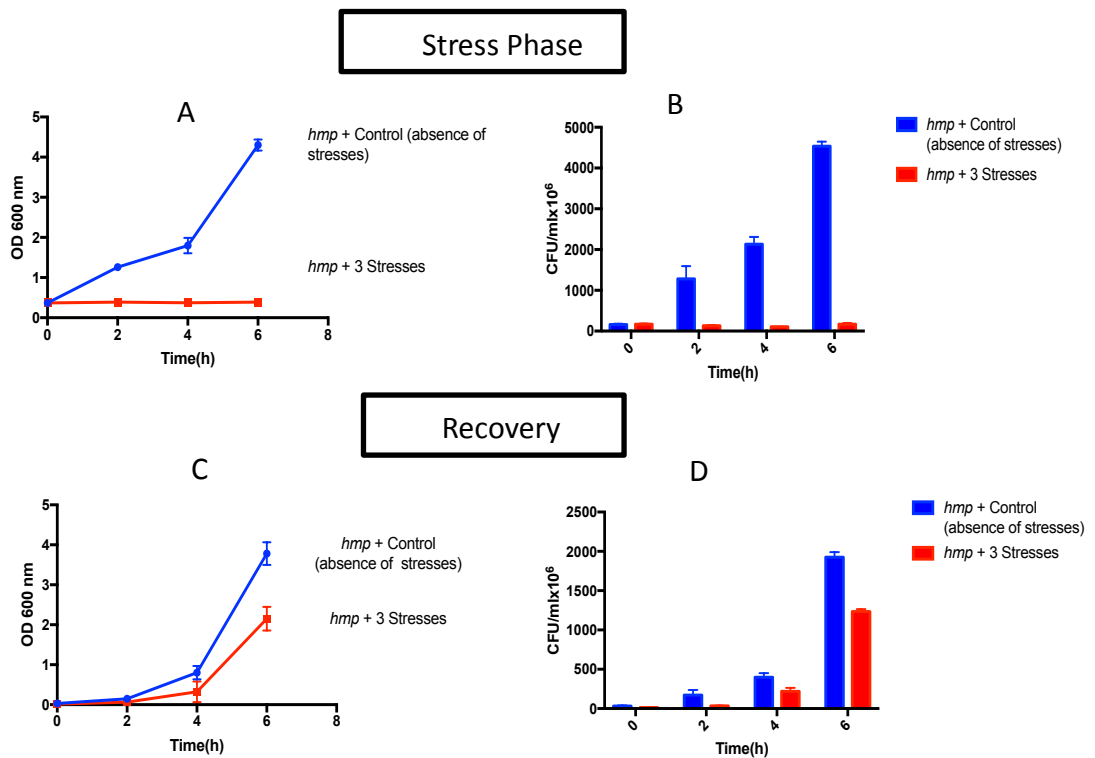 Stress Phase
A
5
4
3
2
1
0
OD 600 nm
0 2 4 6 8
Time(h)
hmp + Control (absence of
stresses)
hmp + 3 Stresses
B
5000
4000
3000
2000
1000
0
CFU/mlx10⁶
0 2 4 6
Time(h)
hmp + Control
(absence of stresses)
hmp + 3 Stresses
Recovery
C
5
4
3
2
1
0
OD 600 nm
0 2 4 6 8
Time(h)
hmp + Control
(absence of stresses)
hmp + 3 Stresses
D
2500
2000
1500
1000
500
0
CFU/mlx10⁶
0 2 4 6
Time(h)
hmp + Control
(absence of stresses)
hmp + 3 Stresses